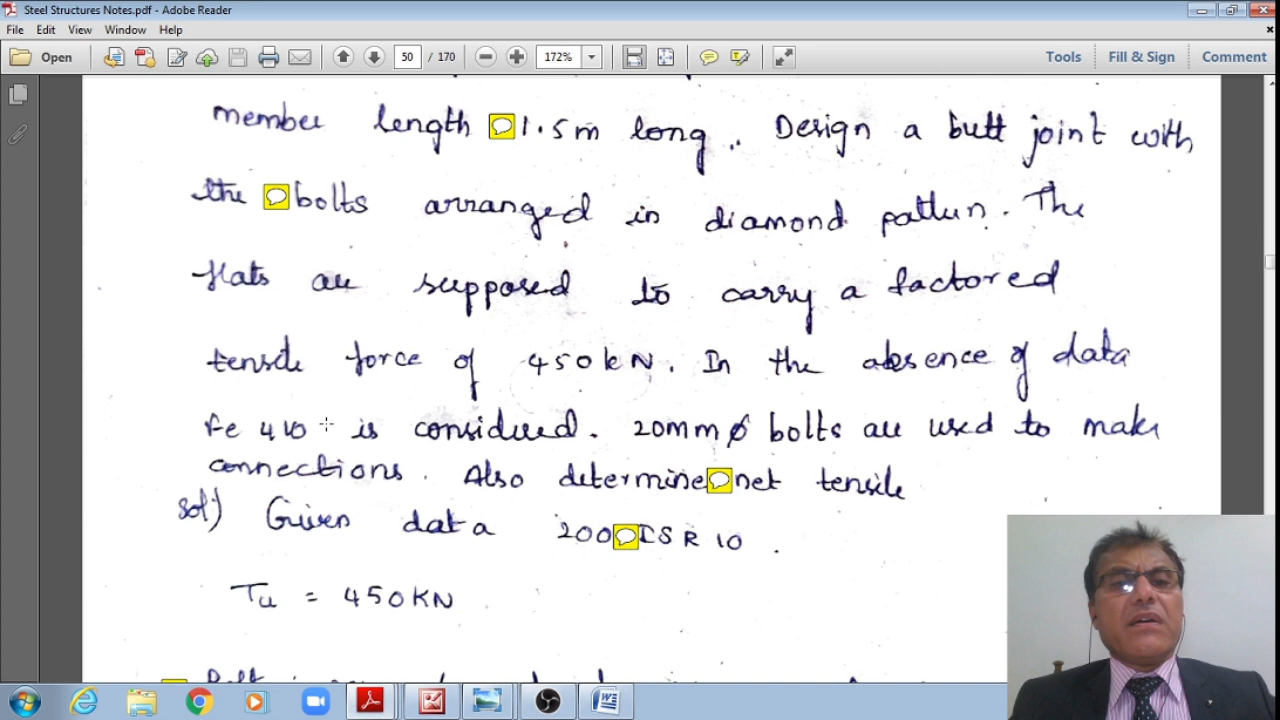 Steel Structures Notes.pdf - Adobe Reader
File Edit View Window Help
Open 50 / 170 172% Tools Fill & Sign Comment
member length 1.5m long. Design a butt joint with
the bolts arranged in diamond pattern. The
flats are supposed to carry a factored
tensile force of 450kN. In the absence of data
fe 410 is considered. 20mmφ bolts are used to make
connections. Also determine net tensile
Sol) Given data 200 ISR 10.
Tu = 450KN